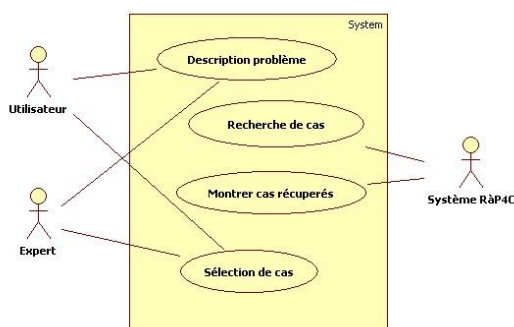 System
Description problème
Utilisateur
Recherche de cas
Montrer cas récuperés
Système RàP4C
Expert
Sélection de cas